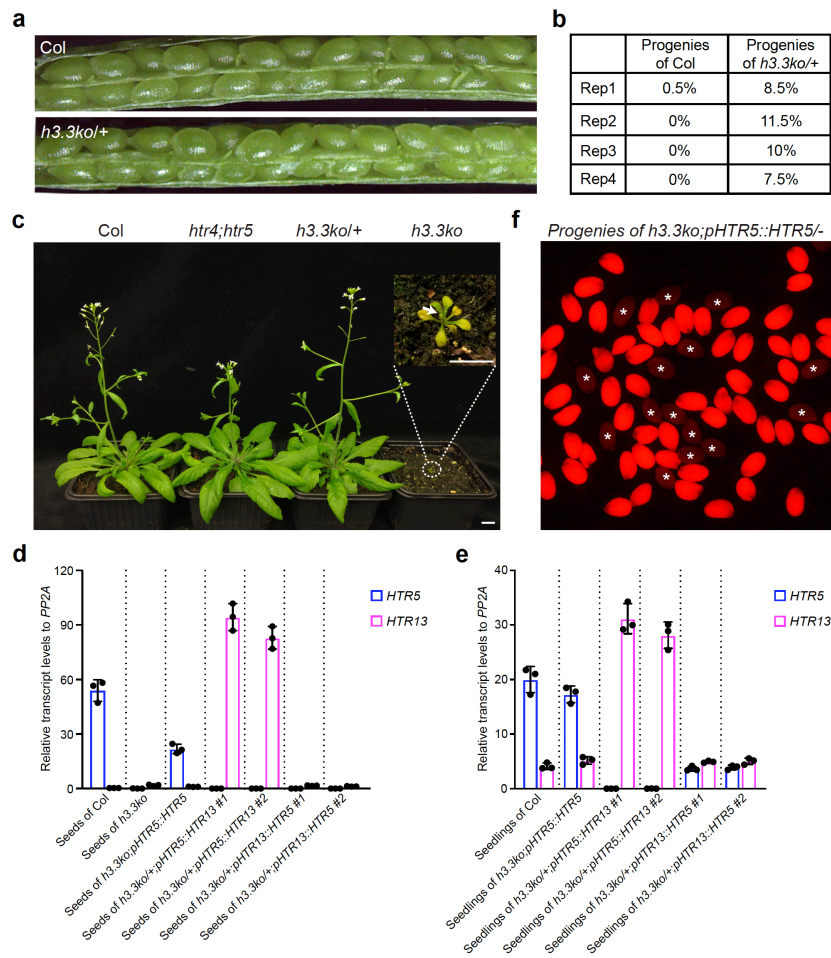 a
Col
h3.3ko/+
b
Progenies of Col
Progenies of h3.3ko/+
Rep1 0.5% 8.5%
Rep2 0% 11.5%
Rep3 0% 10%
Rep4 0% 7.5%
c
Col htr4;htr5 h3.3ko/+ h3.3ko
f
Progenies of h3.3ko;pHTR5::HTR5/-
* * * * * * * * * * * * * * * *
d
Relative transcript levels to PP2A
120
90
60
30
0
HTR5
HTR13
Seeds of Col
Seeds of h3.3ko
Seeds of h3.3ko;pHTR5::HTR5
Seeds of h3.3ko/+;pHTR5::HTR13 #1
Seeds of h3.3ko/+;pHTR5::HTR13 #2
Seeds of h3.3ko/+;pHTR13::HTR5 #1
Seeds of h3.3ko/+;pHTR13::HTR5 #2
e
Relative transcript levels to PP2A
40
30
20
10
0
HTR5
HTR13
Seedlings of Col
Seedlings of h3.3ko;pHTR5::HTR5
Seedlings of h3.3ko/+;pHTR5::HTR13 #1
Seedlings of h3.3ko/+;pHTR5::HTR13 #2
Seedlings of h3.3ko/+;pHTR13::HTR5 #1
Seedlings of h3.3ko/+;pHTR13::HTR5 #2